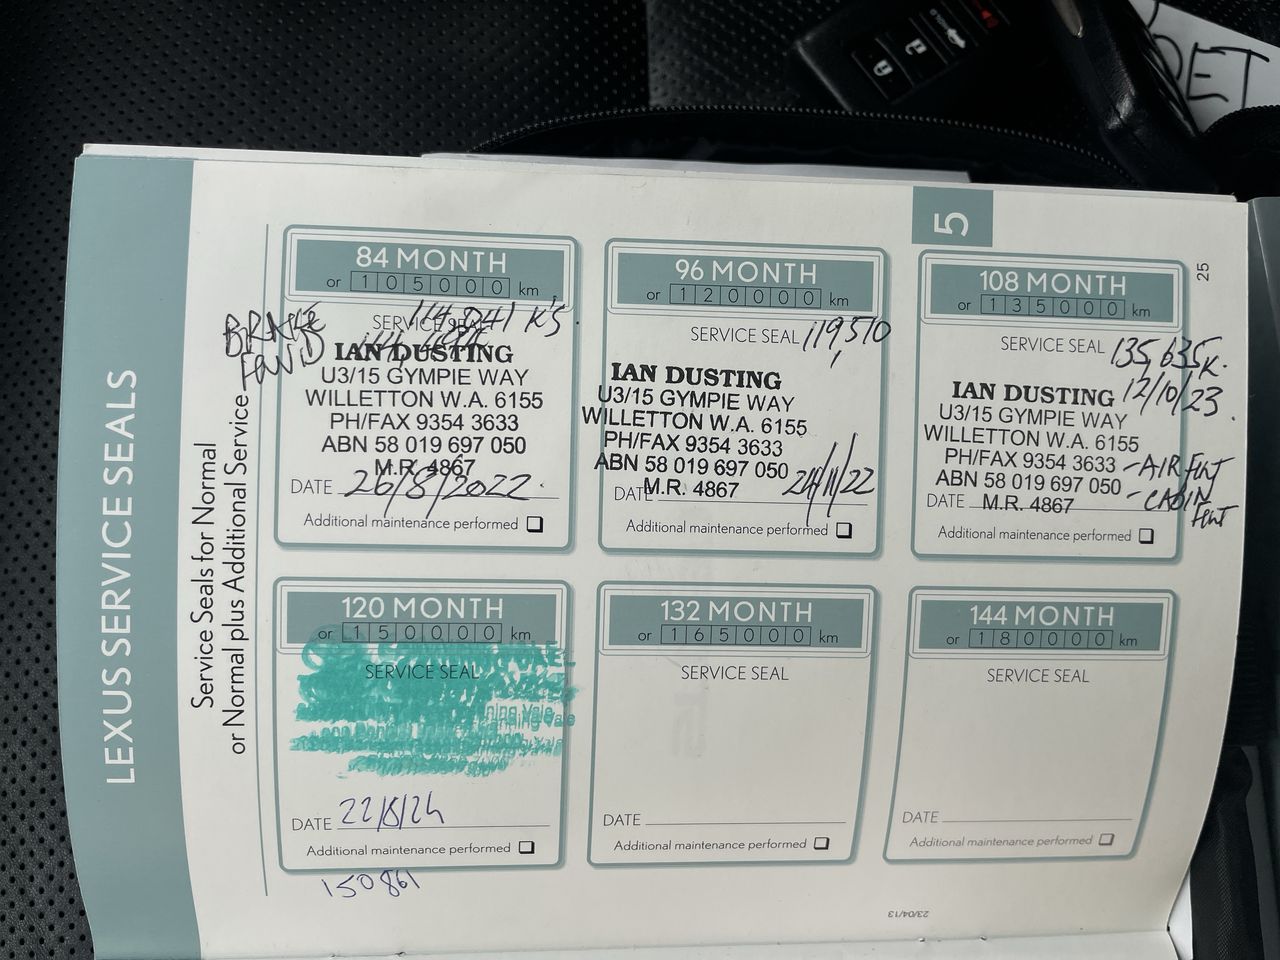 DET
LEXUS SERVICE SEALS
Service Seals for Normal
or Normal plus Additional Service
5
25
84 MONTH
or 105000 km
SERVICE SEAL
114,041 K'S
BRAKE
FLUID
IAN DUSTING
U3/15 GYMPIE WAY
WILLETTON W.A. 6155
PH/FAX 9354 3633
ABN 58 019 697 050
M.R. 4867
DATE 26/8/2022
Additional maintenance performed
96 MONTH
or 120000 km
SERVICE SEAL 119,510
IAN DUSTING
U3/15 GYMPIE WAY
WILLETTON W.A. 6155
PH/FAX 9354 3633
ABN 58 019 697 050
M.R. 4867
DATE 24/11/22
Additional maintenance performed
108 MONTH
or 135000 km
SERVICE SEAL 135,635K.
12/10/23.
IAN DUSTING
U3/15 GYMPIE WAY
WILLETTON W.A. 6155
PH/FAX 9354 3633
ABN 58 019 697 050
M.R. 4867
- AIR FILT
- CABIN
FILT
DATE
Additional maintenance performed
120 MONTH
or 150000 km
SERVICE SEAL
ning Vale
DATE 22/8/24
Additional maintenance performed
150861
132 MONTH
or 165000 km
SERVICE SEAL
DATE
Additional maintenance performed
144 MONTH
or 180000 km
SERVICE SEAL
DATE
Additional maintenance performed
23/04/13